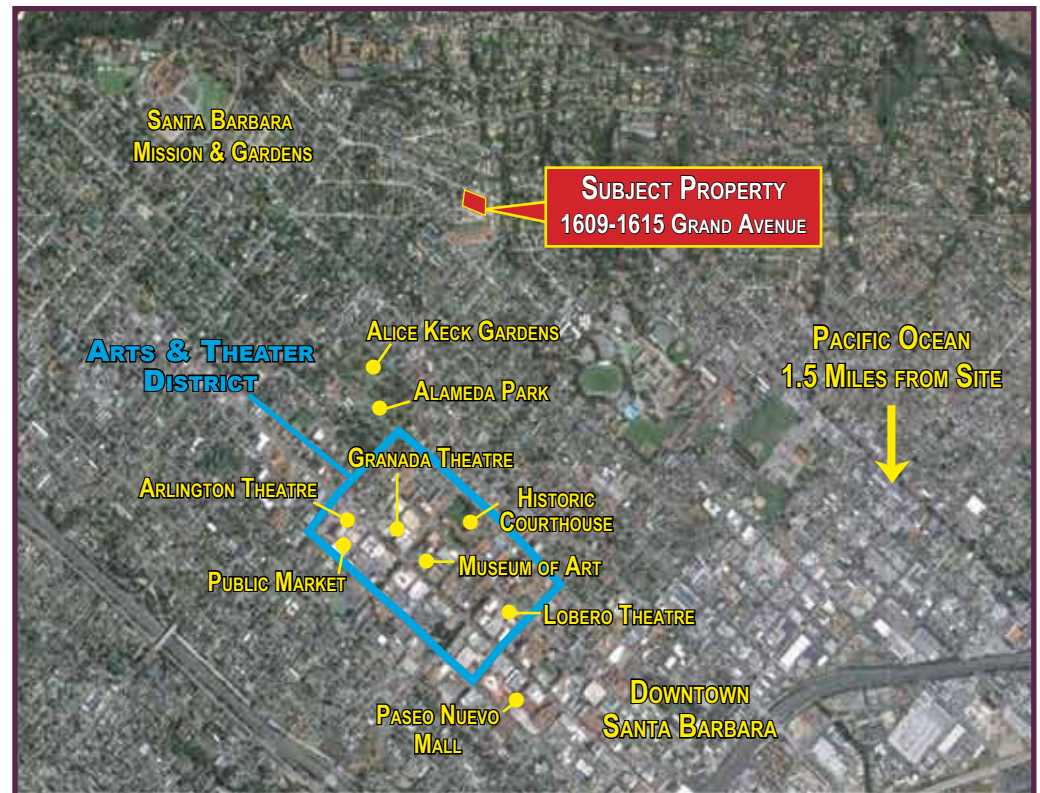 Santa Barbara
Mission & Gardens
Subject Property
1609-1615 Grand Avenue
Alice Keck Gardens
Arts & Theater
District
Pacific Ocean
1.5 Miles from Site
Alameda Park
Granada Theatre
Arlington Theatre
Historic
Courthouse
Museum of Art
Public Market
Lobero Theatre
Downtown
Santa Barbara
Paseo Nuevo
Mall